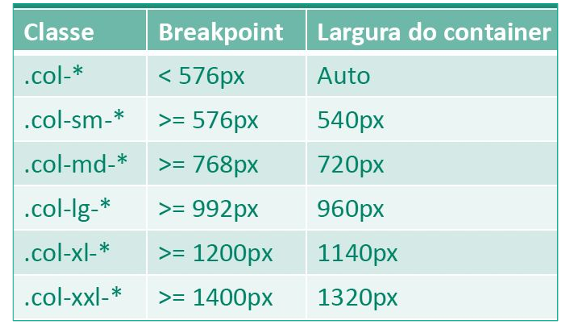 Classe Breakpoint Largura do container
.col-* < 576px Auto
.col-sm-* >= 576px 540px
.col-md-* >= 768px 720px
.col-lg-* >= 992px 960px
.col-xl-* >= 1200px 1140px
.col-xxl-* >= 1400px 1320px